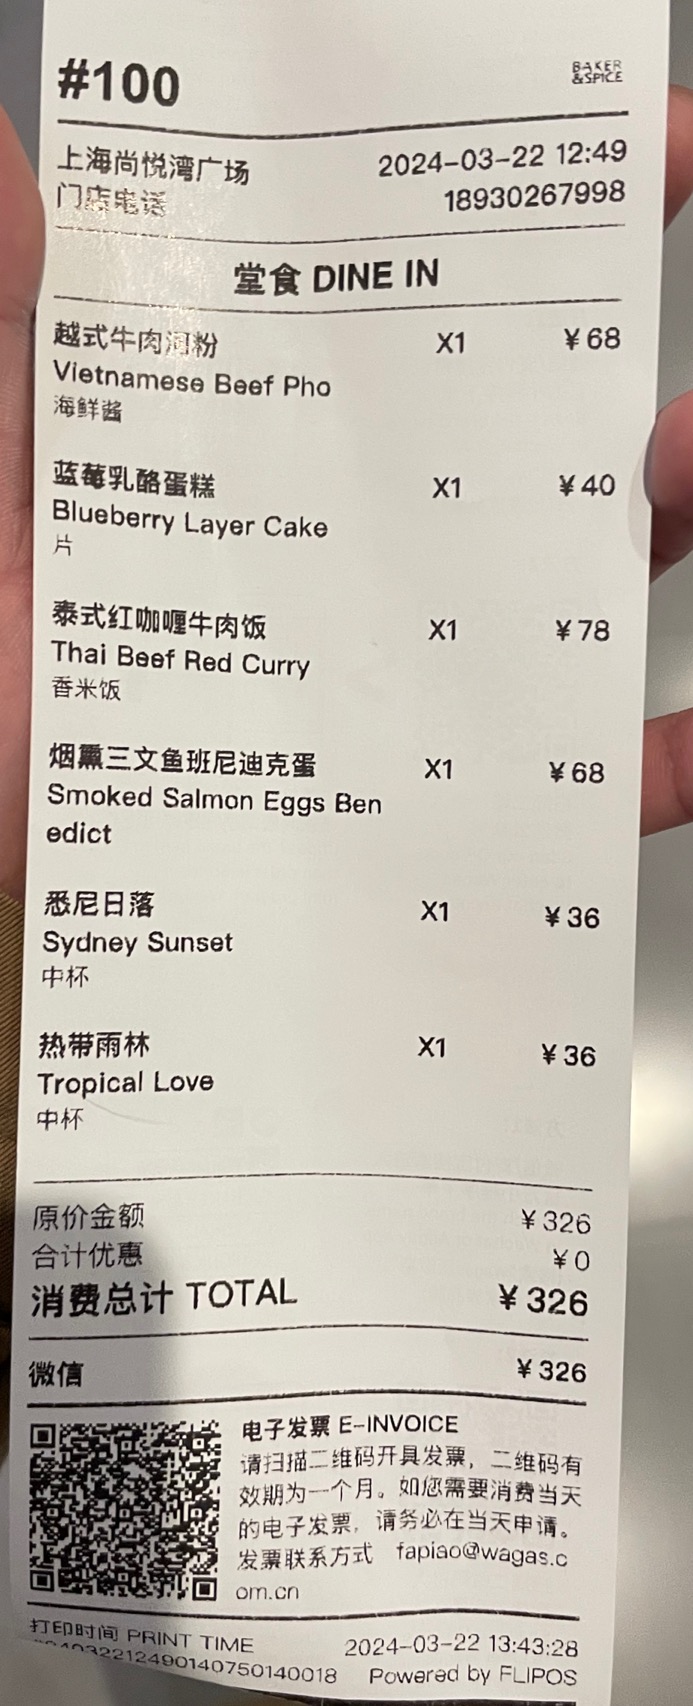 #100
BAKER
&SPICE
上海尚悦湾广场 2024-03-22 12:49
门店电话 18930267998
堂食 DINE IN
越式牛肉河粉 X1 ¥68
Vietnamese Beef Pho
海鲜酱
蓝莓乳酪蛋糕 X1 ¥40
Blueberry Layer Cake
片
泰式红咖喱牛肉饭 X1 ¥78
Thai Beef Red Curry
香米饭
烟熏三文鱼班尼迪克蛋 X1 ¥68
Smoked Salmon Eggs Ben
edict
悉尼日落 X1 ¥36
Sydney Sunset
中杯
热带雨林 X1 ¥36
Tropical Love
中杯
原价金额 ¥326
合计优惠 ¥0
消费总计 TOTAL ¥326
微信 ¥326
电子发票 E-INVOICE
请扫描二维码开具发票，二维码有
效期为一个月。如您需要消费当天
的电子发票，请务必在当天申请。
发票联系方式 fapiao@wagas.c
om.cn
打印时间 PRINT TIME 2024-03-22 13:43:28
Powered by FLIPOS